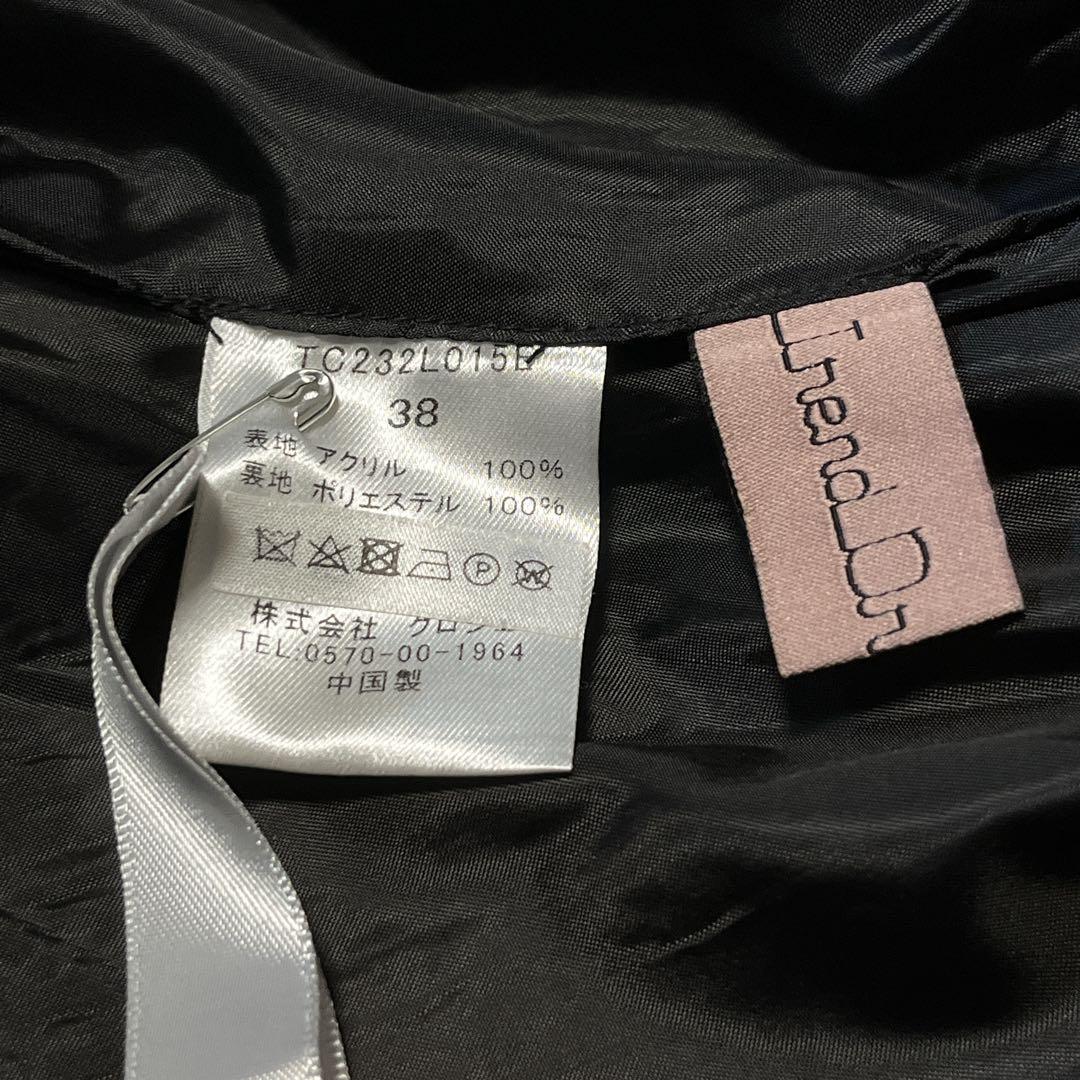 TC232L015E
38
表地 アクリル 100%
裏地 ポリエステル 100%
P
W
株式会社
TEL:0570-00-1964
中国製